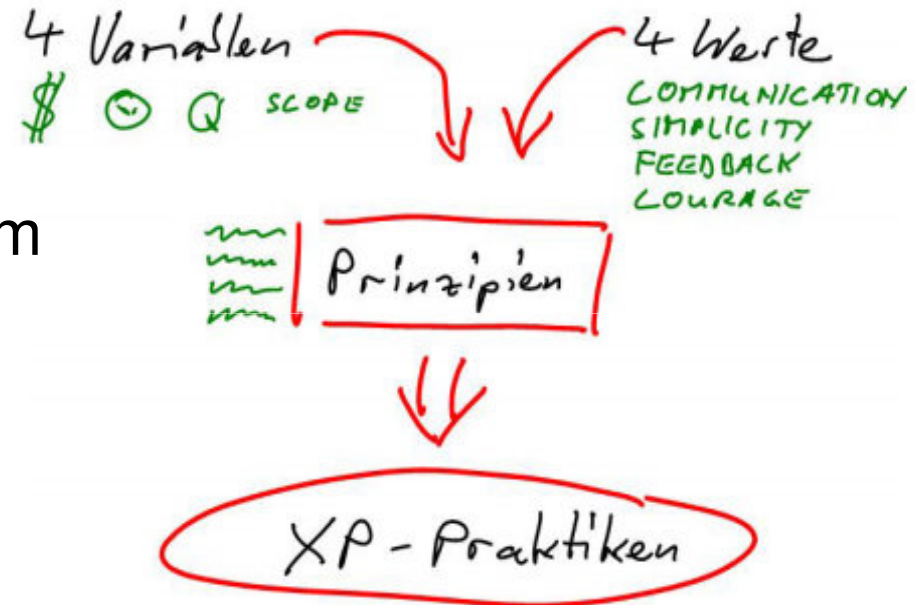 4 Variablen
$ Q SCOPE
4 Werte
COMMUNICATION
SIMPLICITY
FEEDBACK
COURAGE
m
Prinzipien
XP-Praktiken